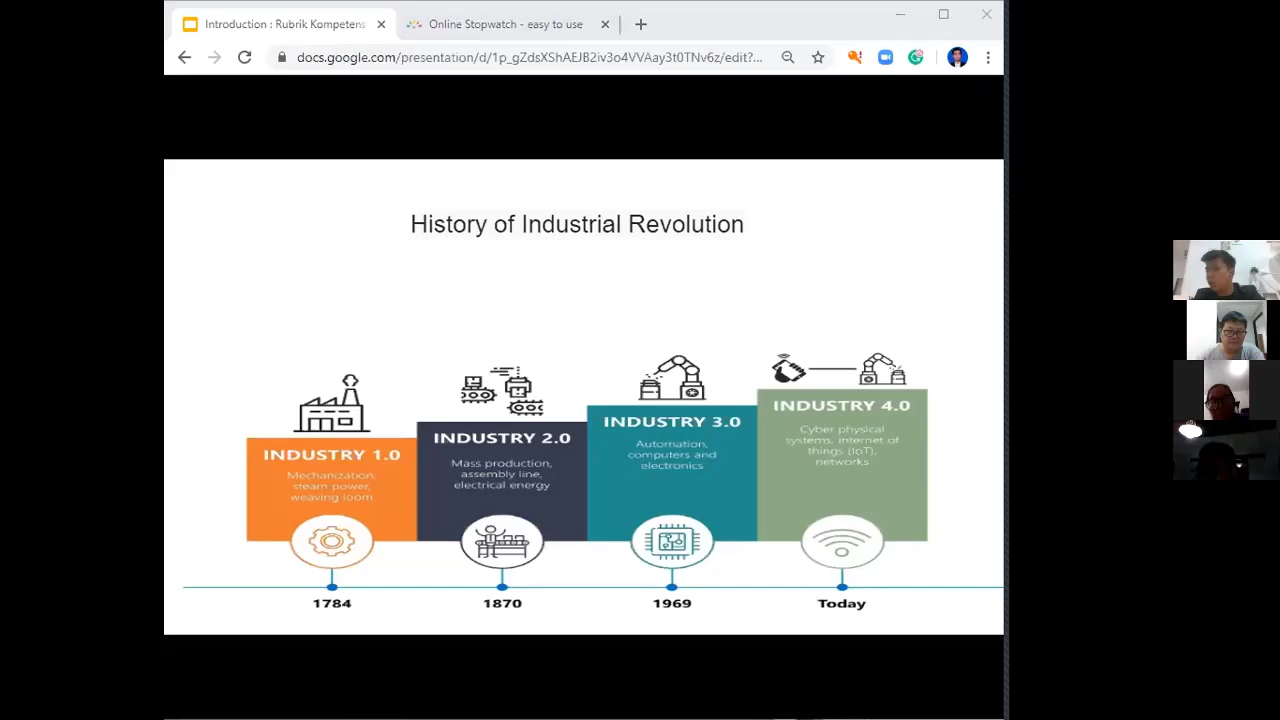 Introduction : Rubrik Kompetens
Online Stopwatch - easy to use
docs.google.com/presentation/d/1p_gZdsXShAEJB2iv3o4VVAay3t0TNv6z/edit?...
History of Industrial Revolution
INDUSTRY 1.0
Mechanization,
steam power,
weaving loom
INDUSTRY 2.0
Mass production,
assembly line,
electrical energy
INDUSTRY 3.0
Automation,
computers and
electronics
INDUSTRY 4.0
Cyber physical
systems, internet of
things (IoT),
networks
1784
1870
1969
Today